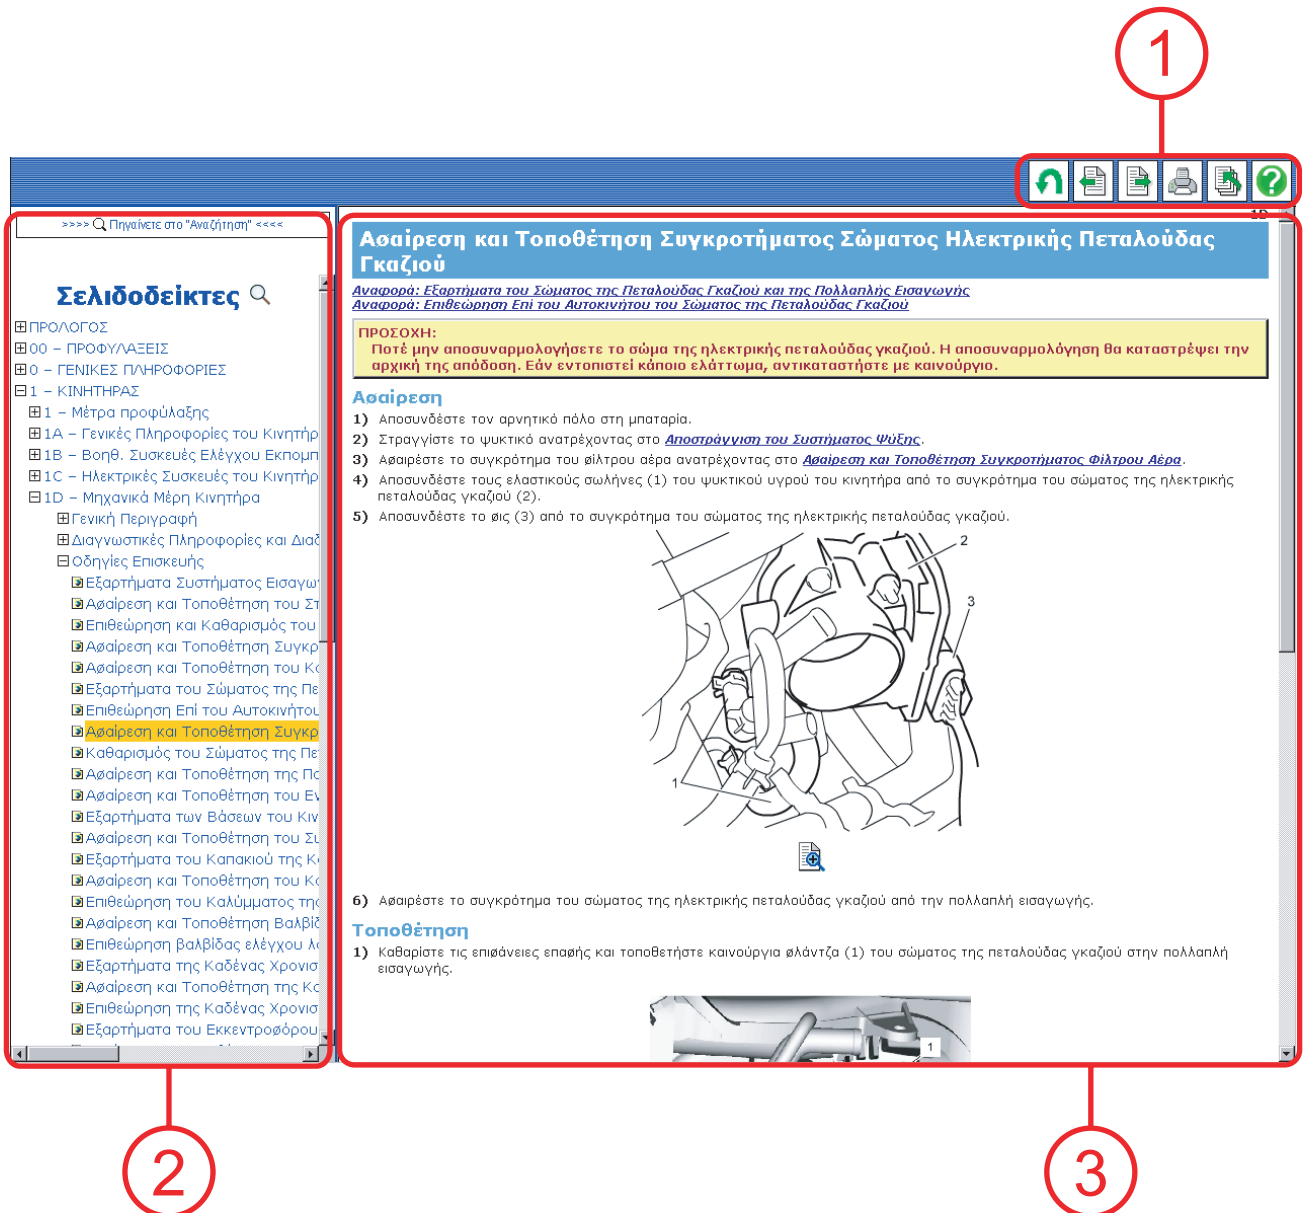 1
>>>> Πηγαίνετε στο "Αναζήτηση" <<<<
Σελιδοδείκτες
ΠΡΟΛΟΓΟΣ
00 – ΠΡΟΦΥΛΑΞΕΙΣ
0 – ΓΕΝΙΚΕΣ ΠΛΗΡΟΦΟΡΙΕΣ
1 – ΚΙΝΗΤΗΡΑΣ
1 – Μέτρα προφύλαξης
1A – Γενικές Πληροφορίες του Κινητήρ
1B – Βοηθ. Συσκευές Ελέγχου Εκπομπ
1C – Ηλεκτρικές Συσκευές του Κινητήρ
1D – Μηχανικά Μέρη Κινητήρα
Γενική Περιγραφή
Διαγνωστικές Πληροφορίες και Διαδ
Οδηγίες Επισκευής
Εξαρτήματα Συστήματος Εισαγω
Αφαίρεση και Τοποθέτηση του Στ
Επιθεώρηση και Καθαρισμός του
Αφαίρεση και Τοποθέτηση Συγκρ
Αφαίρεση και Τοποθέτηση του Κα
Εξαρτήματα του Σώματος της Πε
Επιθεώρηση Επί του Αυτοκινήτου
Αφαίρεση και Τοποθέτηση Συγκρ
Καθαρισμός του Σώματος της Πε
Αφαίρεση και Τοποθέτηση της Πο
Αφαίρεση και Τοποθέτηση του Εν
Εξαρτήματα των Βάσεων του Κιν
Αφαίρεση και Τοποθέτηση του Συ
Εξαρτήματα του Καπακιού της Κ
Αφαίρεση και Τοποθέτηση του Κα
Επιθεώρηση του Καλύμματος της
Αφαίρεση και Τοποθέτηση Βαλβίδ
Επιθεώρηση βαλβίδας ελέγχου λα
Εξαρτήματα της Καδένας Χρονισ
Αφαίρεση και Τοποθέτηση της Κα
Επιθεώρηση της Καδένας Χρονισ
Εξαρτήματα του Εκκεντροφόρου
2
1D
Αφαίρεση και Τοποθέτηση Συγκροτήματος Σώματος Ηλεκτρικής Πεταλούδας
Γκαζιού
Αναφορά: Εξαρτήματα του Σώματος της Πεταλούδας Γκαζιού και της Πολλαπλής Εισαγωγής
Αναφορά: Επιθεώρηση Επί του Αυτοκινήτου του Σώματος της Πεταλούδας Γκαζιού
ΠΡΟΣΟΧΗ:
Ποτέ μην αποσυναρμολογήσετε το σώμα της ηλεκτρικής πεταλούδας γκαζιού. Η αποσυναρμολόγηση θα καταστρέψει την
αρχική της απόδοση. Εάν εντοπιστεί κάποιο ελάττωμα, αντικαταστήστε με καινούργιο.
Αφαίρεση
1) Αποσυνδέστε τον αρνητικό πόλο στη μπαταρία.
2) Στραγγίστε το ψυκτικό ανατρέχοντας στο Αποστράγγιση του Συστήματος Ψύξης.
3) Αφαιρέστε το συγκρότημα του φίλτρου αέρα ανατρέχοντας στο Αφαίρεση και Τοποθέτηση Συγκροτήματος Φίλτρου Αέρα.
4) Αποσυνδέστε τους ελαστικούς σωλήνες (1) του ψυκτικού υγρού του κινητήρα από το συγκρότημα του σώματος της ηλεκτρικής
πεταλούδας γκαζιού (2).
5) Αποσυνδέστε το φις (3) από το συγκρότημα του σώματος της ηλεκτρικής πεταλούδας γκαζιού.
2
3
1
6) Αφαιρέστε το συγκρότημα του σώματος της ηλεκτρικής πεταλούδας γκαζιού από την πολλαπλή εισαγωγής.
Τοποθέτηση
1) Καθαρίστε τις επιφάνειες επαφής και τοποθετήστε καινούργια φλάντζα (1) του σώματος της πεταλούδας γκαζιού στην πολλαπλή
εισαγωγής.
1
3